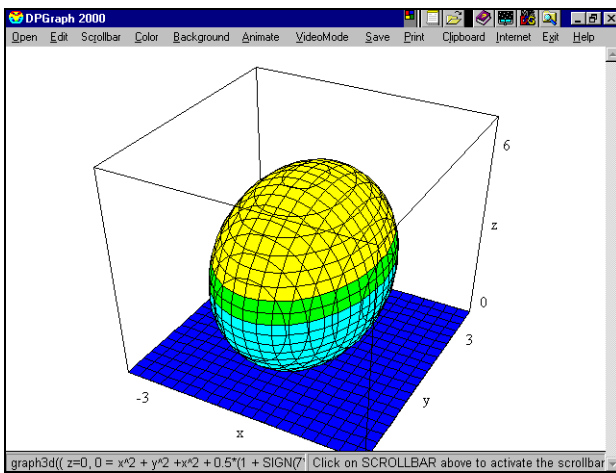 DPGraph 2000
Open Edit Scrollbar Color Background Animate VideoMode Save Print Clipboard Internet Exit Help
6
z
0
3
y
-3
x
graph3d(( z=0, 0 = x^2 + y^2 +x^2 + 0.5*(1 + SIGN(7 Click on SCROLLBAR above to activate the scrollbar